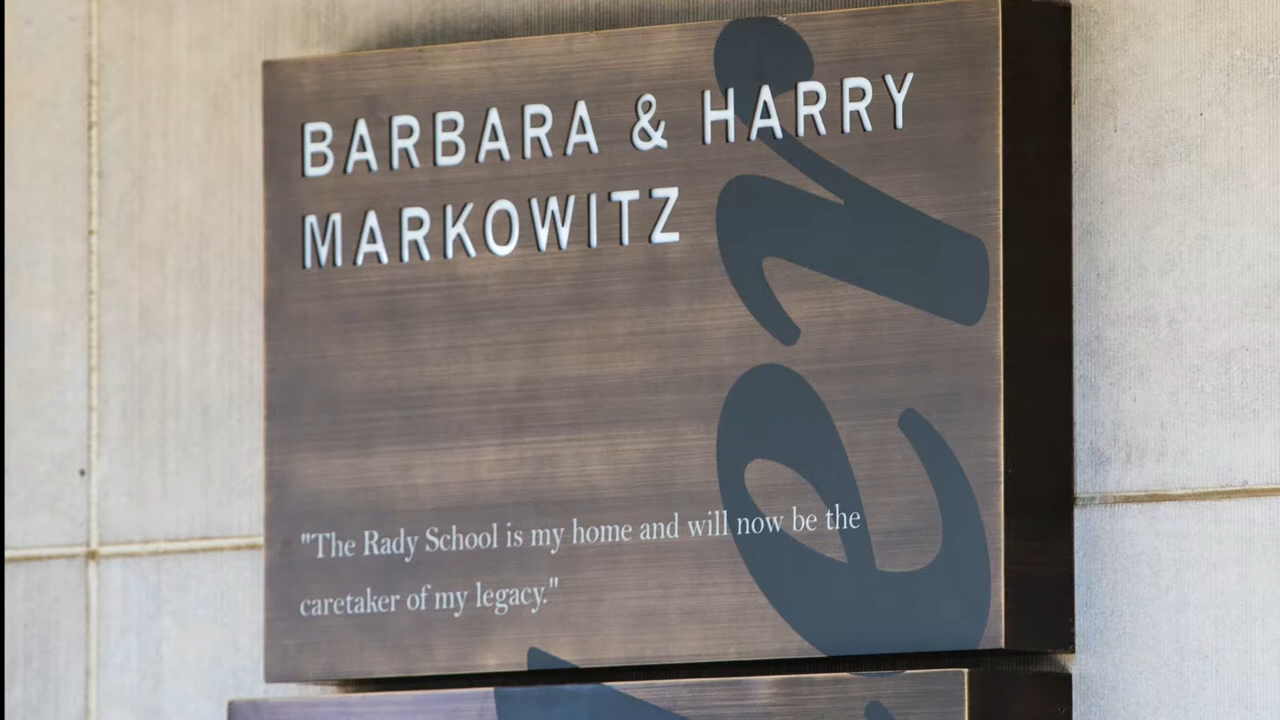 BARBARA & HARRY
MARKOWITZ
"The Rady School is my home and will now be the
caretaker of my legacy."